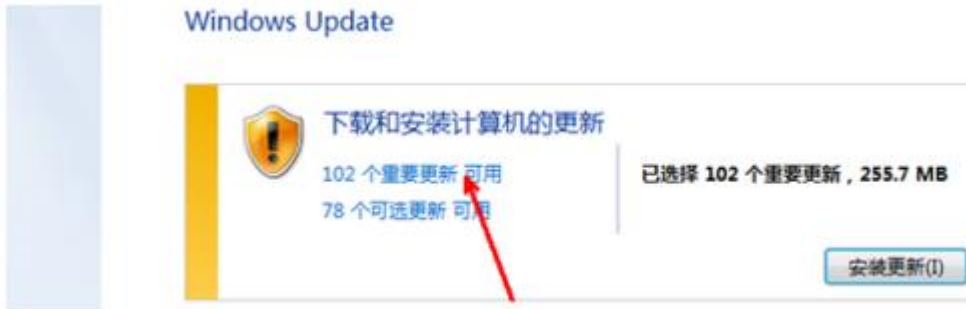 Windows Update
下载和安装计算机的更新
102 个重要更新 可用
已选择 102 个重要更新，255.7 MB
78 个可选更新 可用
安装更新(I)